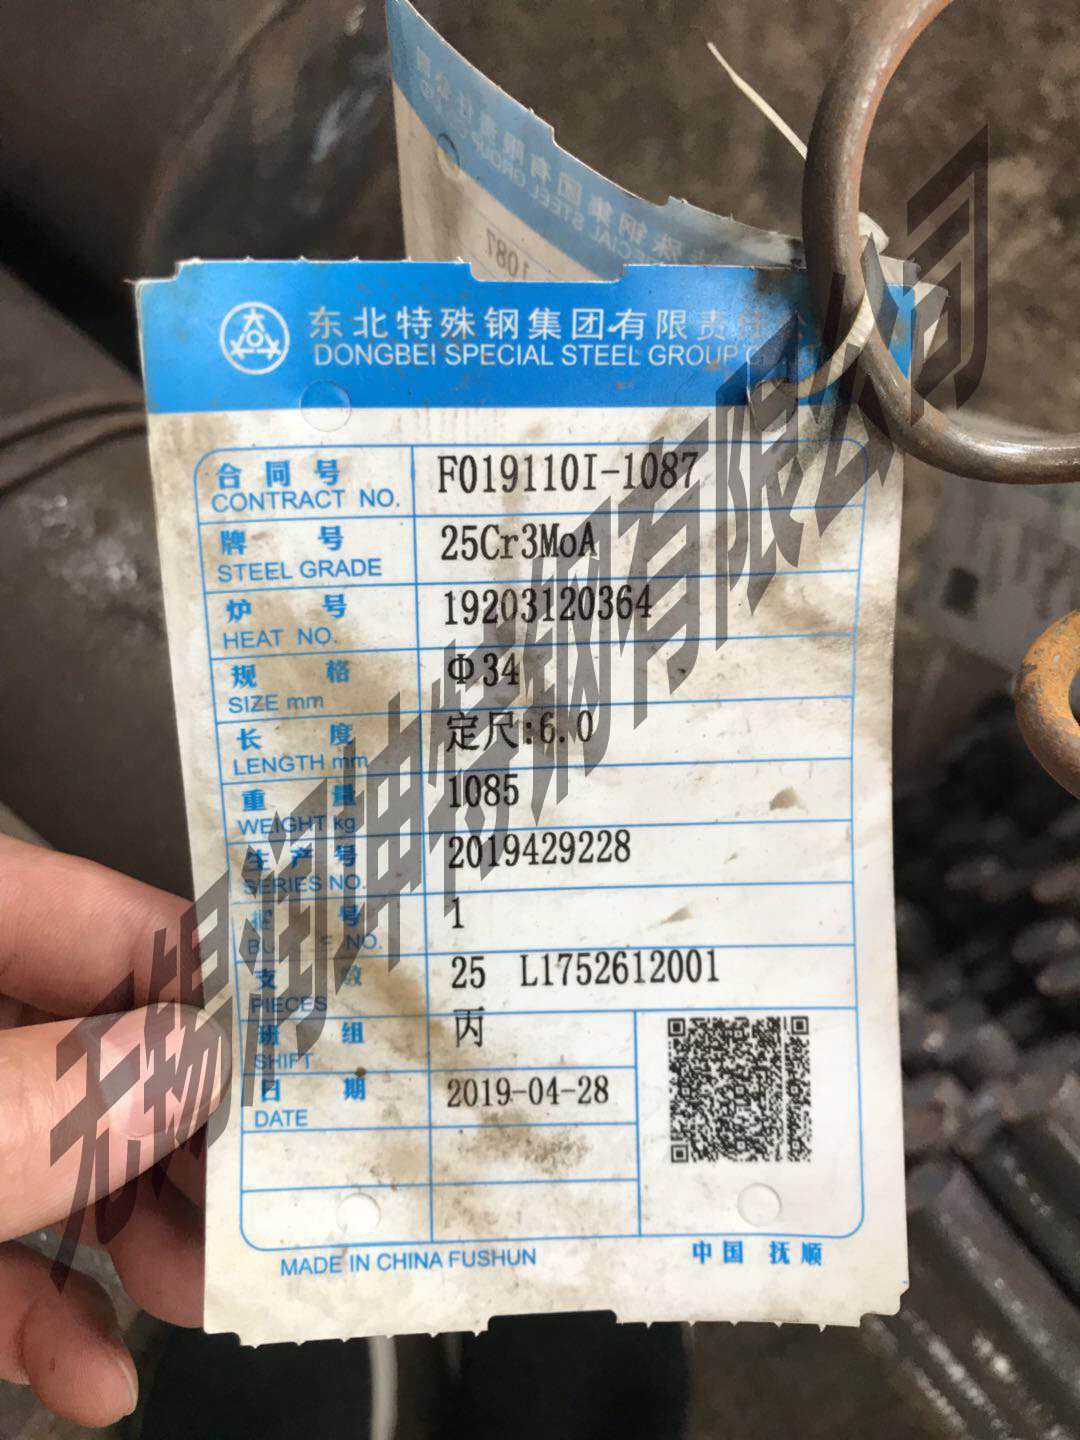 东北特殊钢集团有限责任公
DONGBEI SPECIAL STEEL GROUP CO.
合同号 F019110I-1087
CONTRACT NO.
牌号 25Cr3MoA
STEEL GRADE
炉号 19203120364
HEAT NO.
规格 Φ34
SIZE mm
长度 定尺:6.0
LENGTH mm
重量 1085
WEIGHT kg
生产号 2019429228
SERIES NO.
号 1
NO.
支数 25 L1752612001
PIECES
班组 丙
SHIFT
日期 2019-04-28
DATE
MADE IN CHINA FUSHUN 中国 抚顺
无锡润坤特钢有限公司
1087